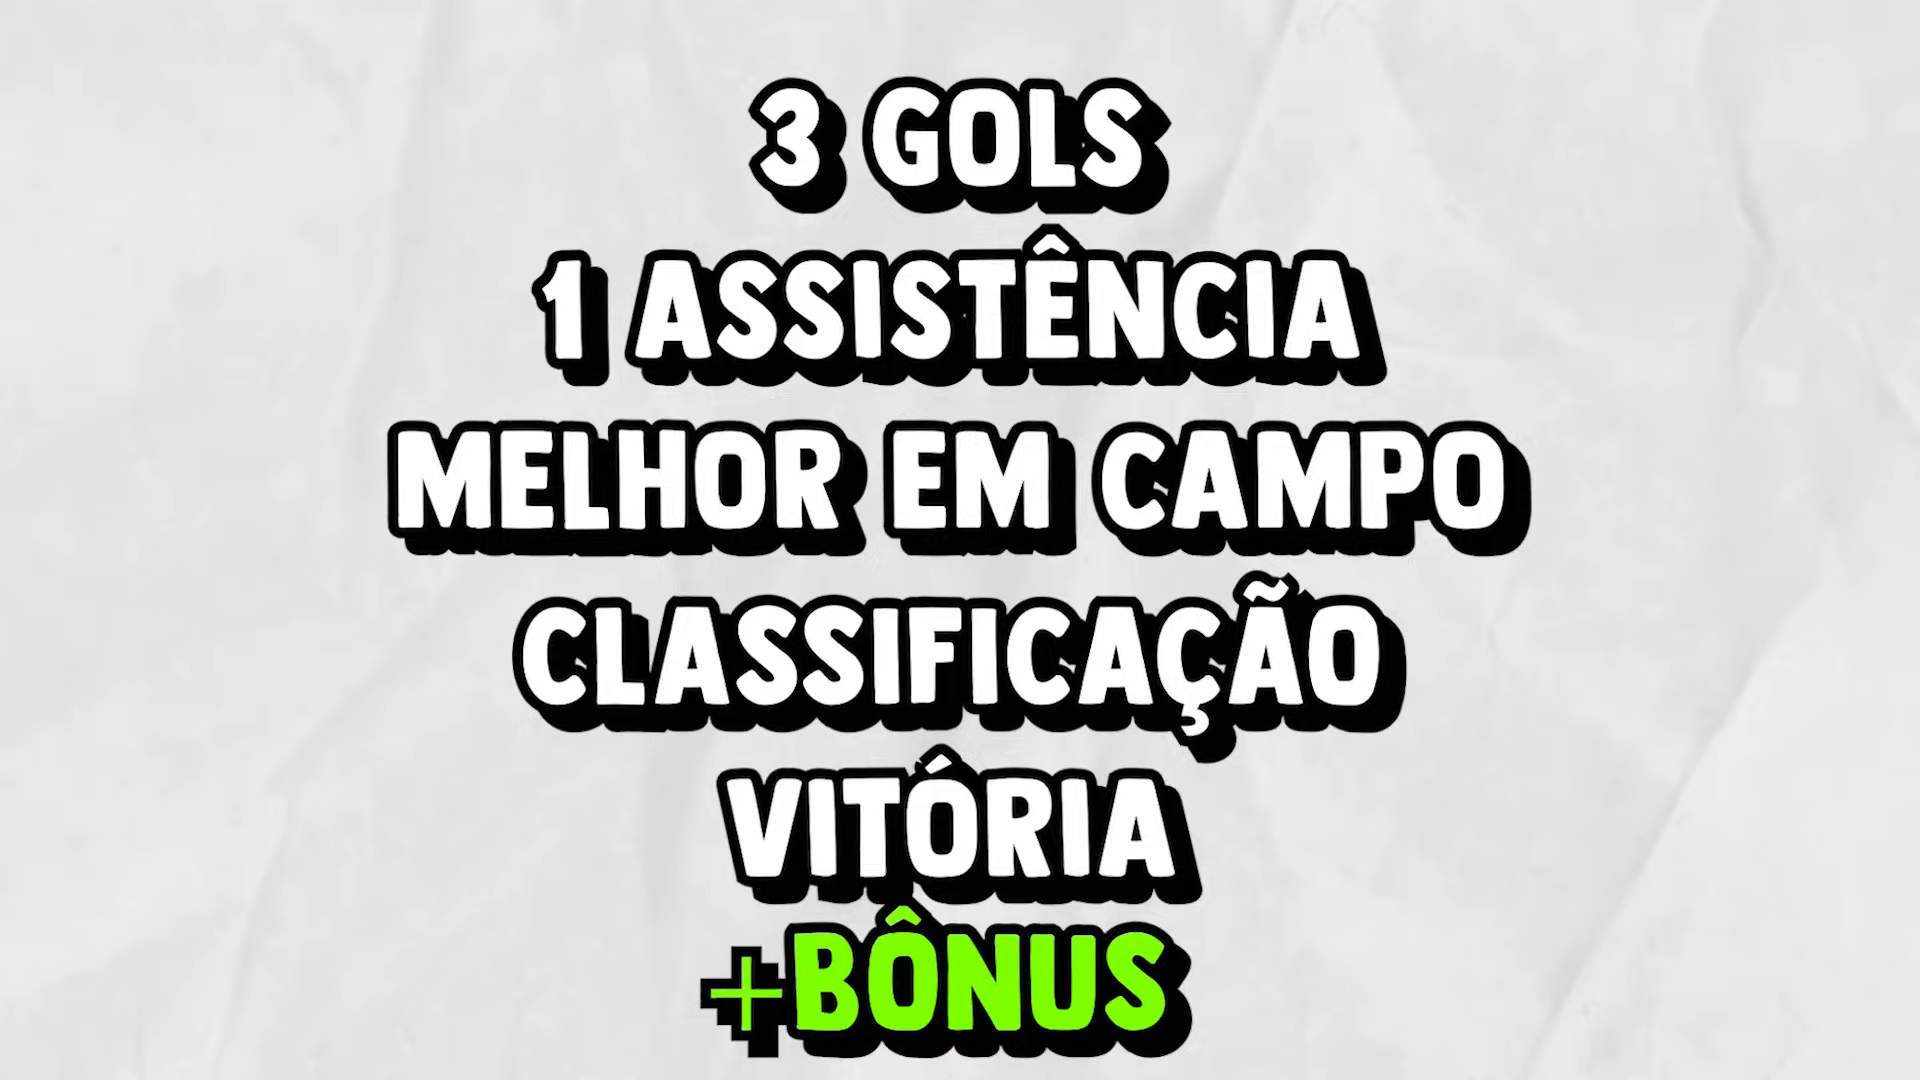 3 GOLS
1 ASSISTÊNCIA
MELHOR EM CAMPO
CLASSIFICAÇÃO
VITÓRIA
+BÔNUS